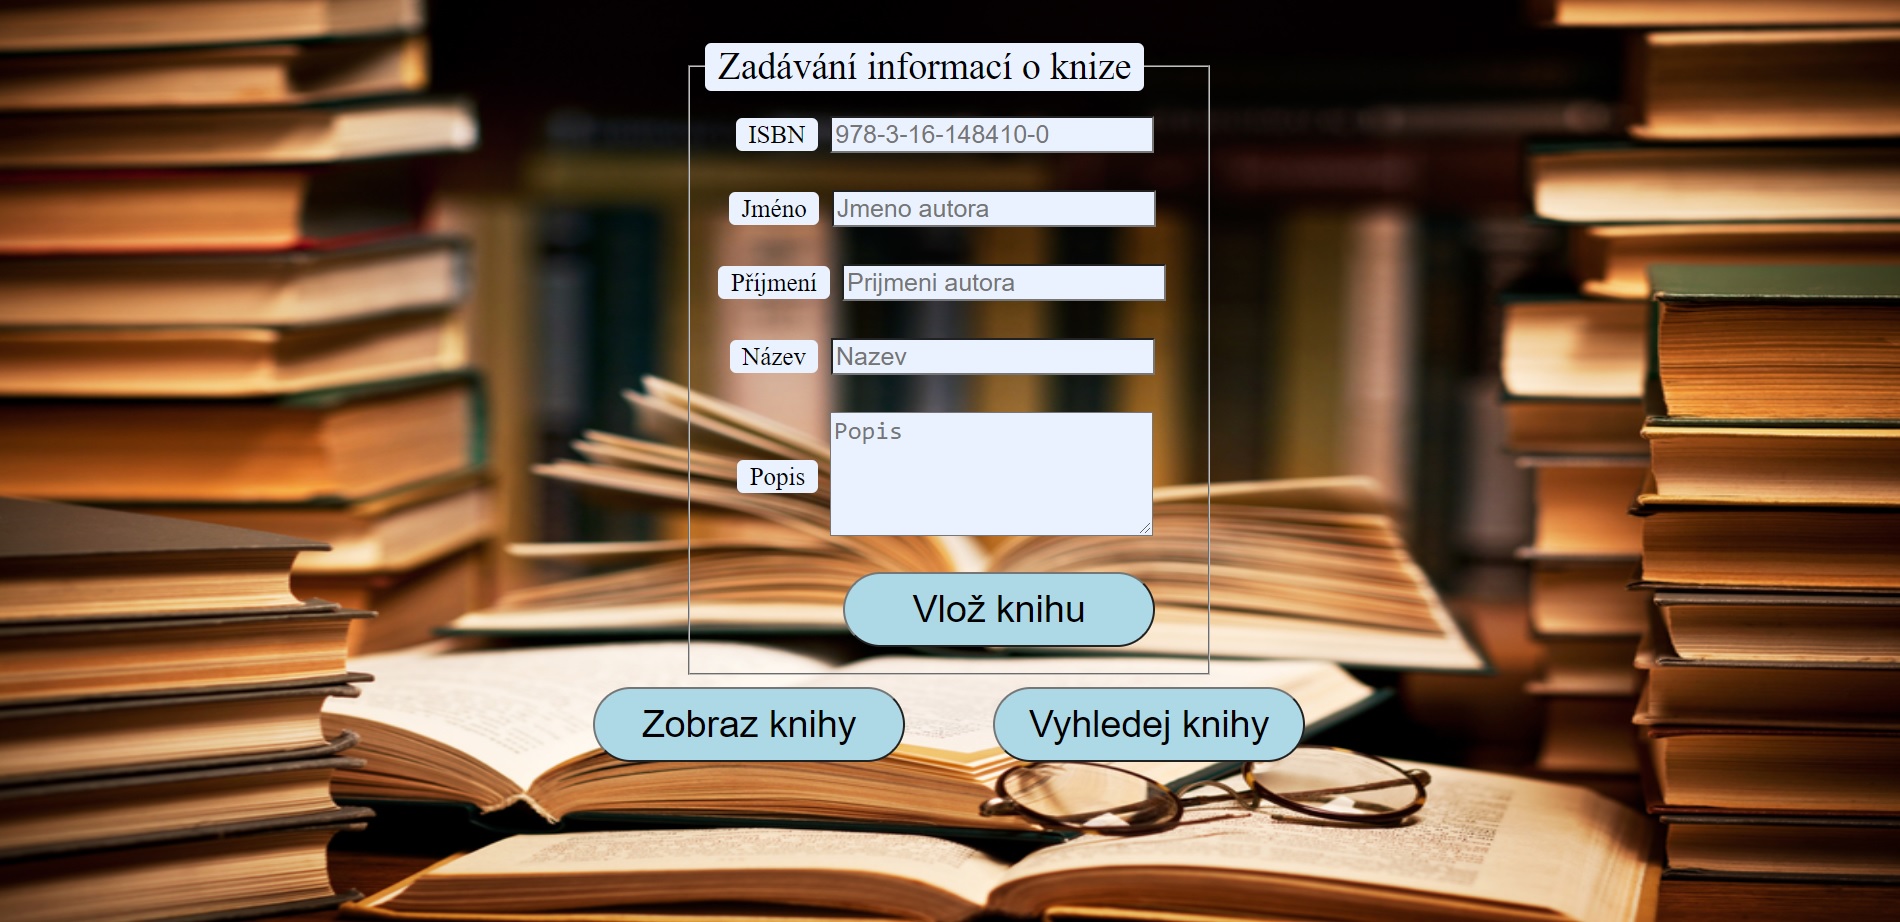 Zadávání informací o knize
ISBN 978-3-16-148410-0
Jméno Jmeno autora
Příjmení Prijmeni autora
Název Nazev
Popis
Popis
Vlož knihu
Zobraz knihy Vyhledej knihy